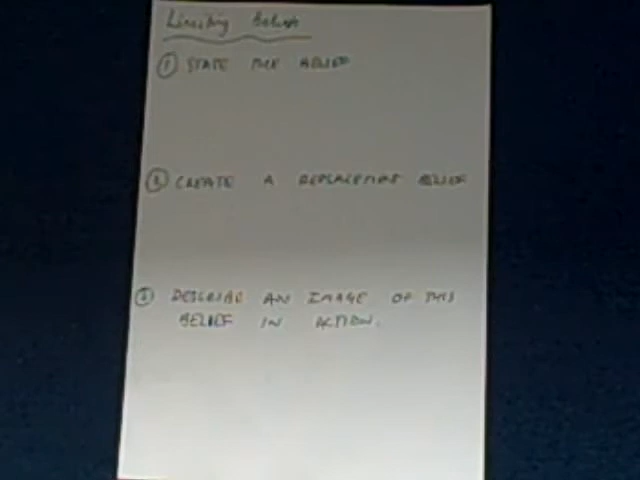 Limiting Beliefs
① STATE THE BELIEF
② CREATE A REPLACEMENT BELIEF
③ DESCRIBE AN IMAGE OF THIS
BELIEF IN ACTION.